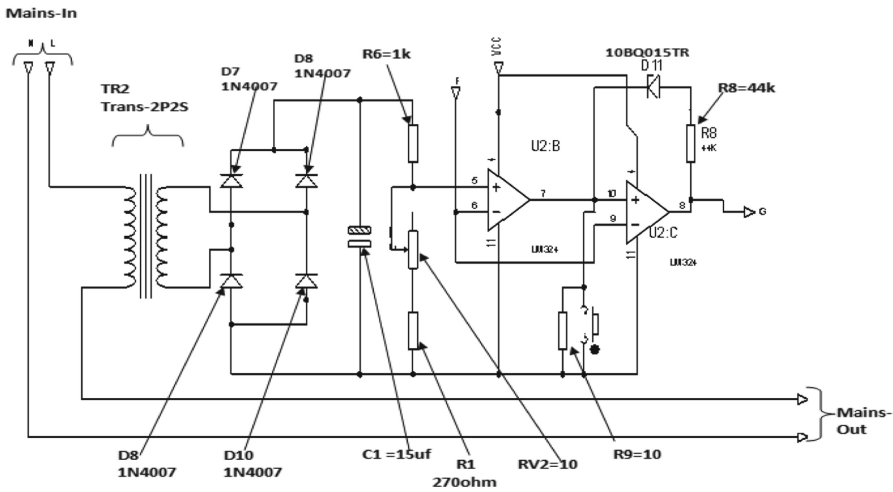 Mains-In
N L
TR2
Trans-2P2S
D7
1N4007
D8
1N4007
R6=1k
VCC
F
10BQ015TR
D11
R8=44k
R8
44K
U2:B
5
6
7
4
11
LM324
10
9
8
4
11
U2:C
LM324
G
Mains-
Out
D8
1N4007
D10
1N4007
C1 =15uf
R1
270ohm
RV2=10
R9=10